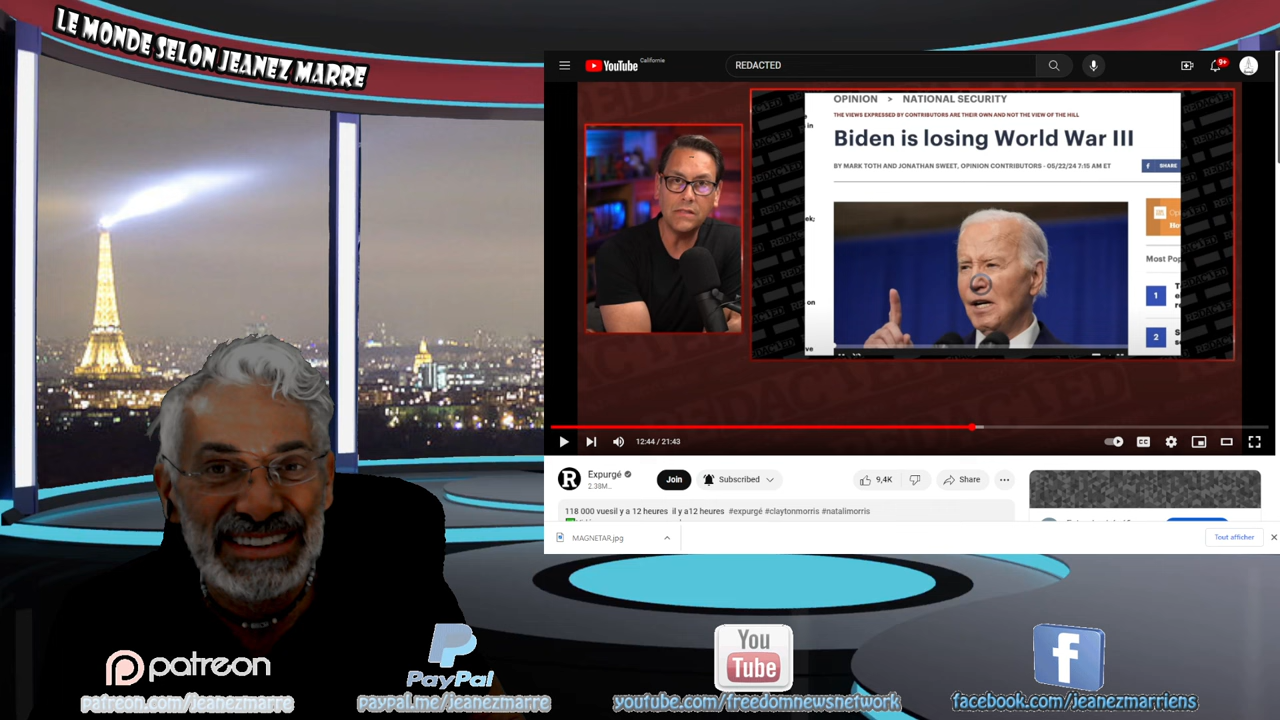 LE MONDE SELON JEANEZ MARRE
YouTube
Californie
REDACTED
9+
OPINION > NATIONAL SECURITY
THE VIEWS EXPRESSED BY CONTRIBUTORS ARE THEIR OWN AND NOT THE VIEW OF THE HILL
Biden is losing World War III
BY MARK TOTH AND JONATHAN SWEET, OPINION CONTRIBUTORS - 05/22/24 7:15 AM ET
SHARE
Most Pop
1
2
12:44 / 21:43
Expurgé
2.38M...
Join
Subscribed
9,4K
Share
118 000 vuesil y a 12 heures il y a12 heures #expurgé #claytonmorris #natalimorris
MAGNETAR.jpg
Tout afficher
patreon
PayPal
You
Tube
patreon.com/jeanezmarre
paypal.me/jeanezmarre
youtube.com/freedomnewsnetwork
facebook.com/jeanezmarriens